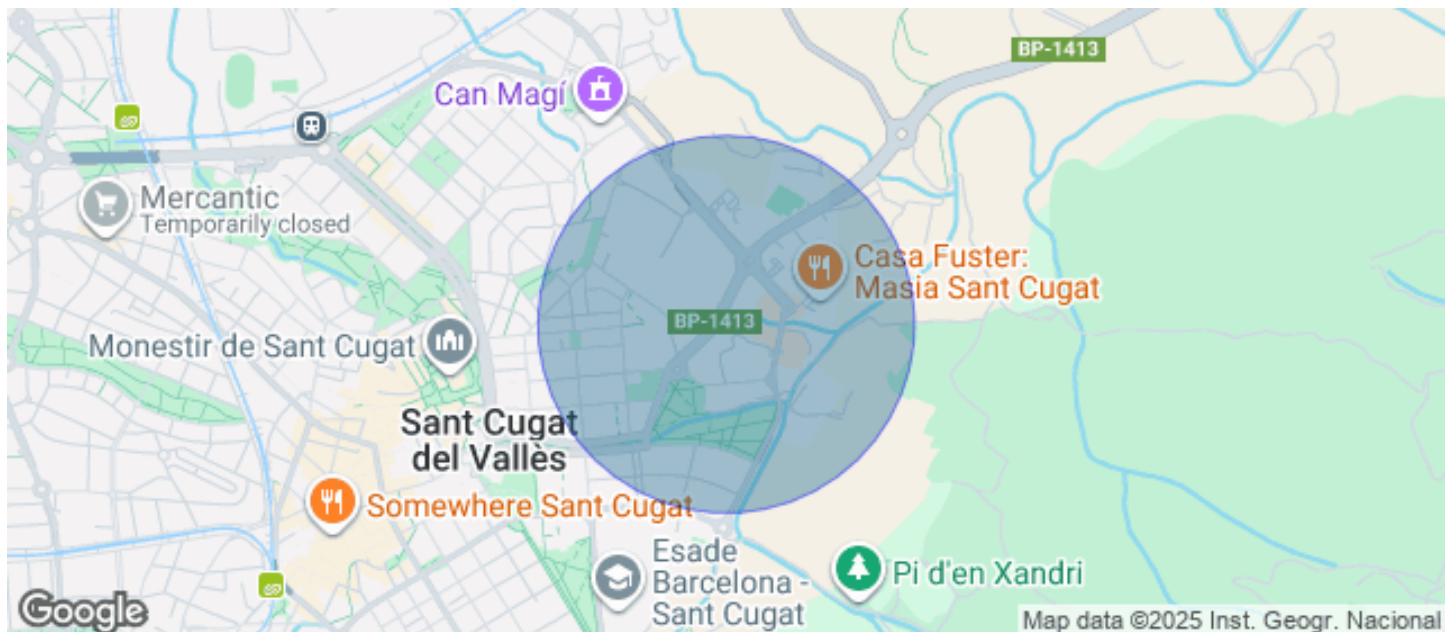 BP-1413
Can Magí
Mercantic
Temporarily closed
Casa Fuster:
Masia Sant Cugat
BP-1413
Monestir de Sant Cugat
Sant Cugat
del Vallès
Somewhere Sant Cugat
Esade
Barcelona -
Sant Cugat
Pi d'en Xandri
Google
Map data ©2025 Inst. Geogr. Nacional